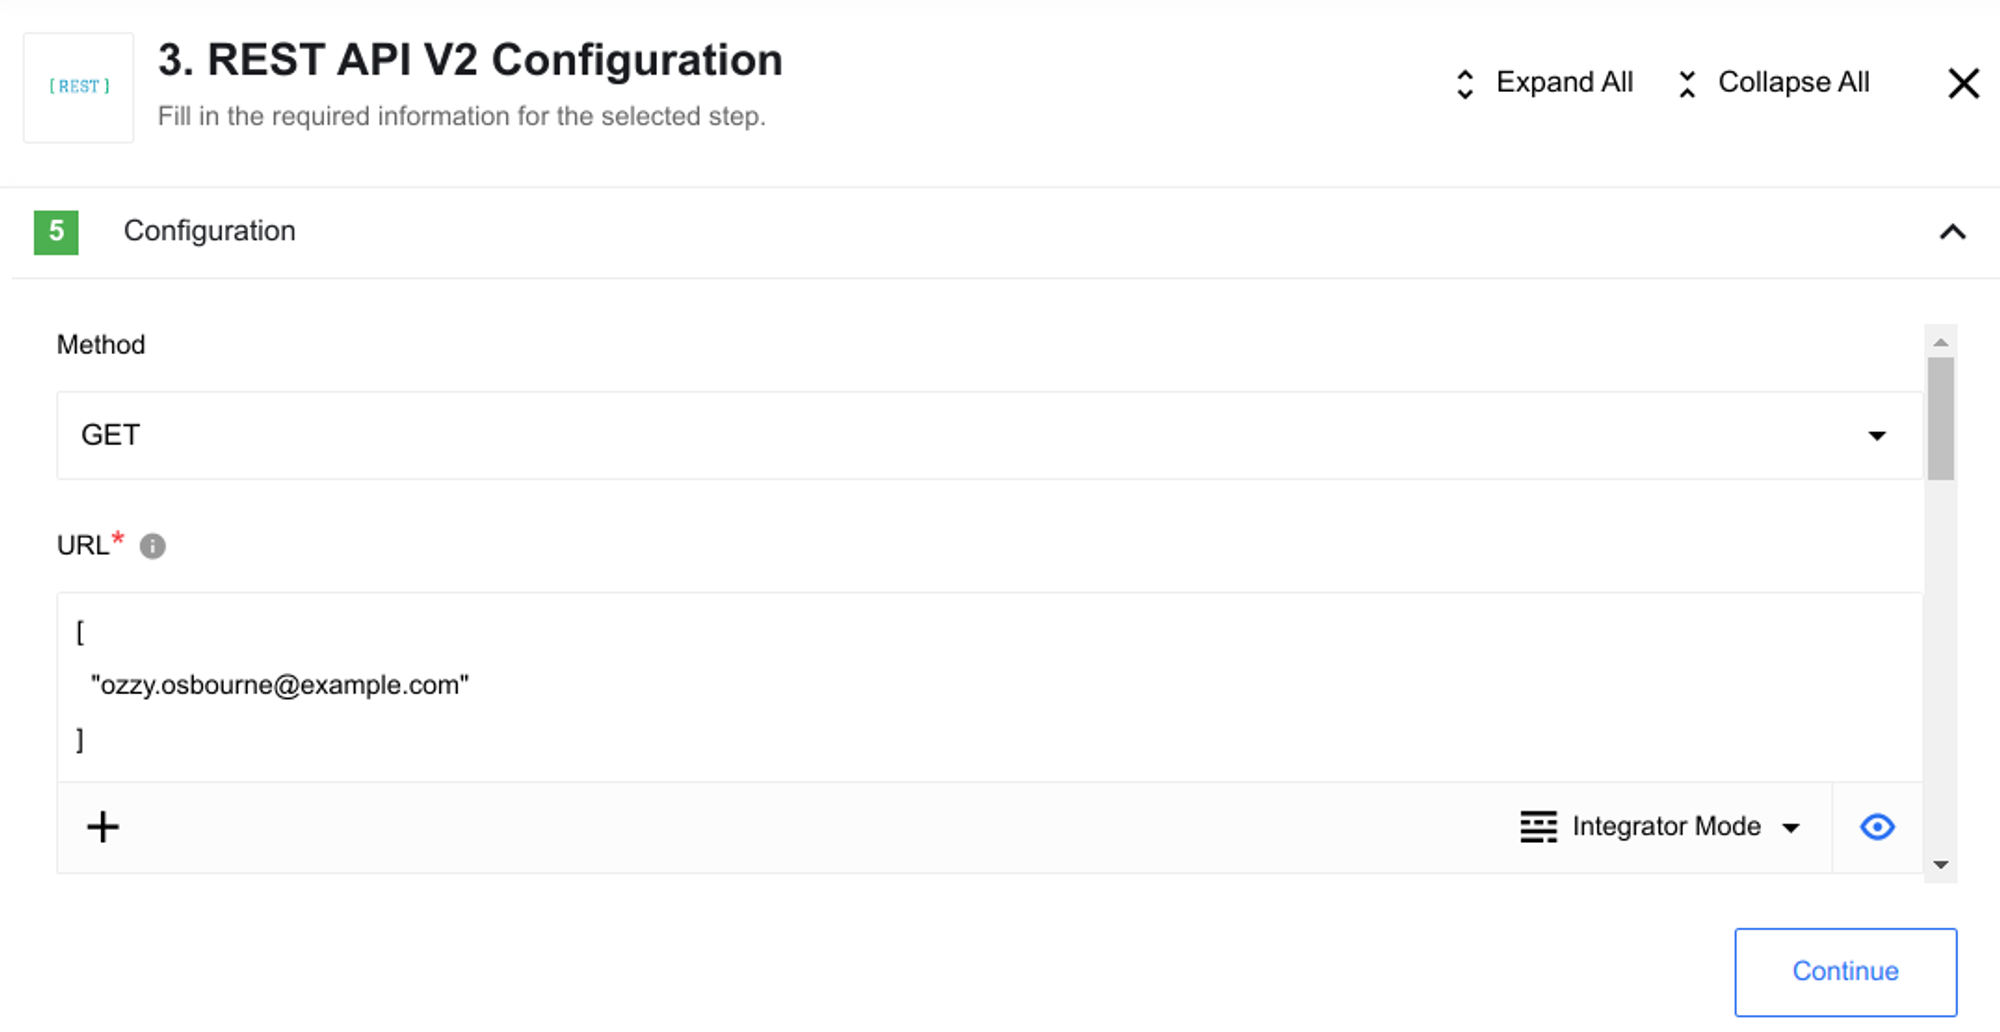 [ REST ]
3. REST API V2 Configuration
Fill in the required information for the selected step.
Expand All
Collapse All
5
Configuration
Method
GET
URL*
[
"ozzy.osbourne@example.com"
]
Integrator Mode
Continue